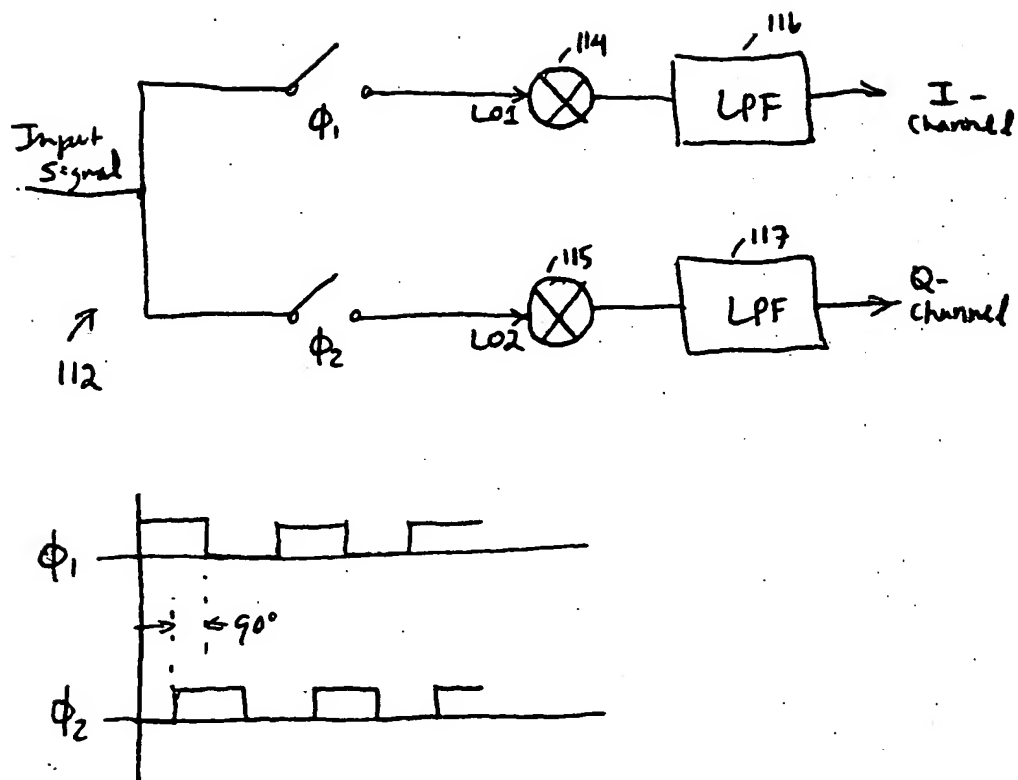 114
116
ϕ1
LO1
LPF
I-
Channel
Input
Signal
115
117
ϕ2
LO2
LPF
Q-
Channel
112
ϕ1
90°
ϕ2